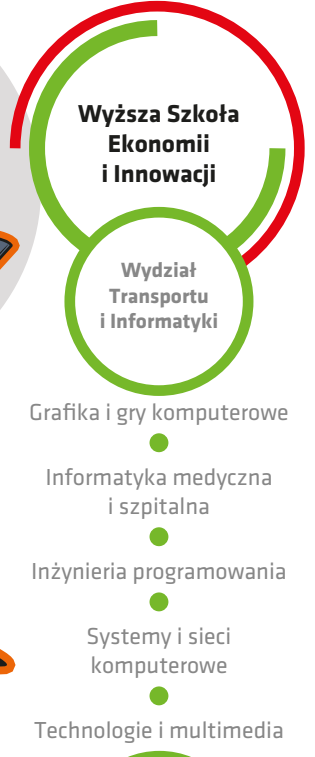 Wyższa Szkoła
Ekonomii
i Innowacji
Wydział
Transportu
i Informatyki
Grafika i gry komputerowe
Informatyka medyczna
i szpitalna
Inżynieria programowania
Systemy i sieci
komputerowe
Technologie i multimedia